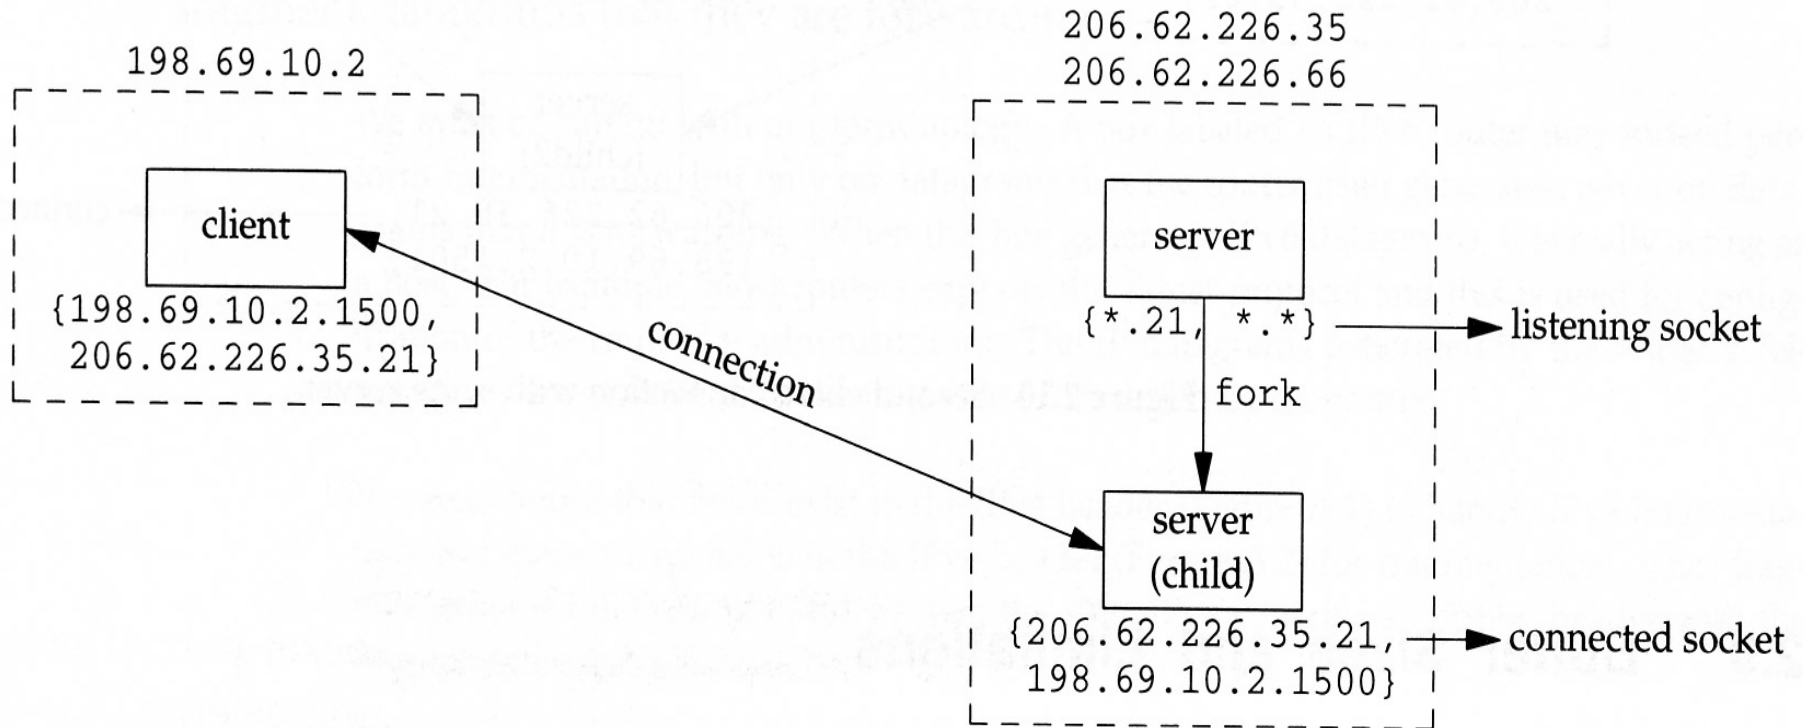 198.69.10.2
client
{198.69.10.2.1500,
206.62.226.35.21}
connection
206.62.226.35
206.62.226.66
server
{*.21, *.*}
listening socket
fork
server
(child)
{206.62.226.35.21,
198.69.10.2.1500}
connected socket